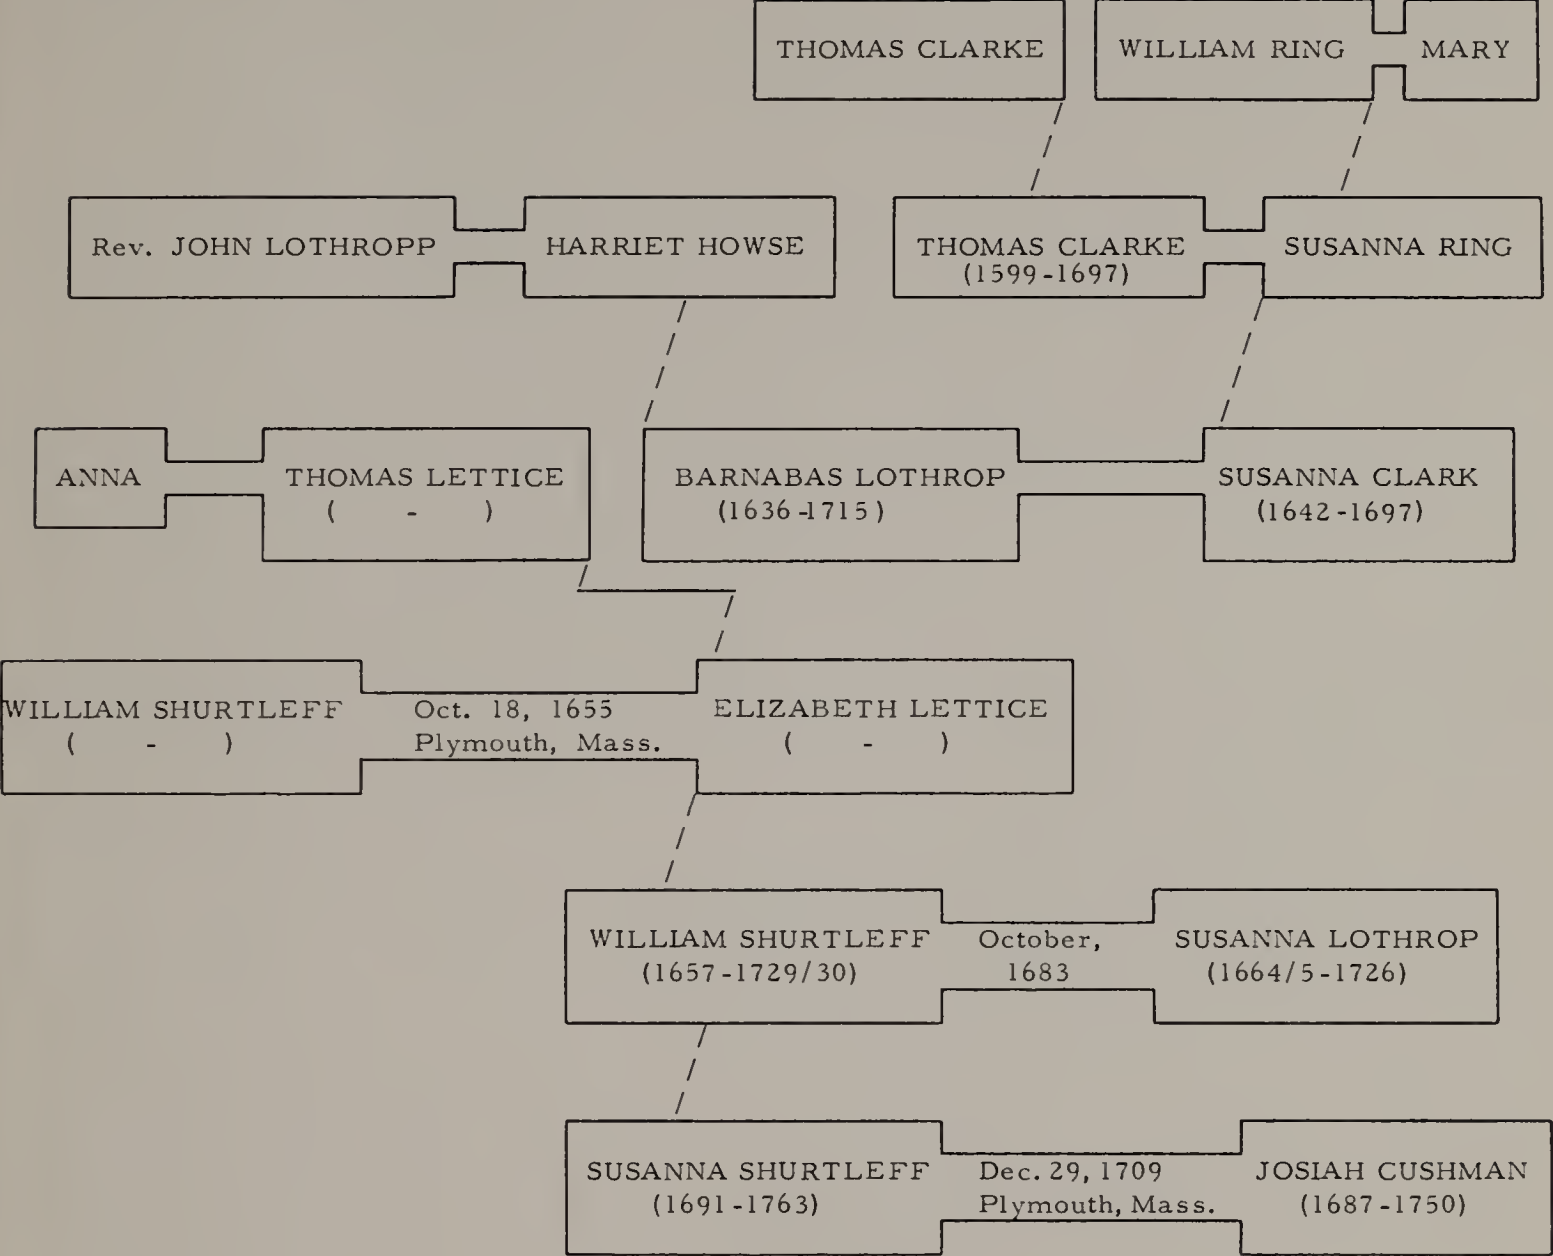 THOMAS CLARKE
WILLIAM RING
MARY
Rev. JOHN LOTHROPP
HARRIET HOWSE
THOMAS CLARKE
(1599-1697)
SUSANNA RING
ANNA
THOMAS LETTICE
( - )
BARNABAS LOTHROP
(1636-1715)
SUSANNA CLARK
(1642-1697)
WILLIAM SHURTLEFF
( - )
Oct. 18, 1655
Plymouth, Mass.
ELIZABETH LETTICE
( - )
WILLIAM SHURTLEFF
(1657-1729/30)
October,
1683
SUSANNA LOTHROP
(1664/5-1726)
SUSANNA SHURTLEFF
(1691-1763)
Dec. 29, 1709
Plymouth, Mass.
JOSIAH CUSHMAN
(1687-1750)